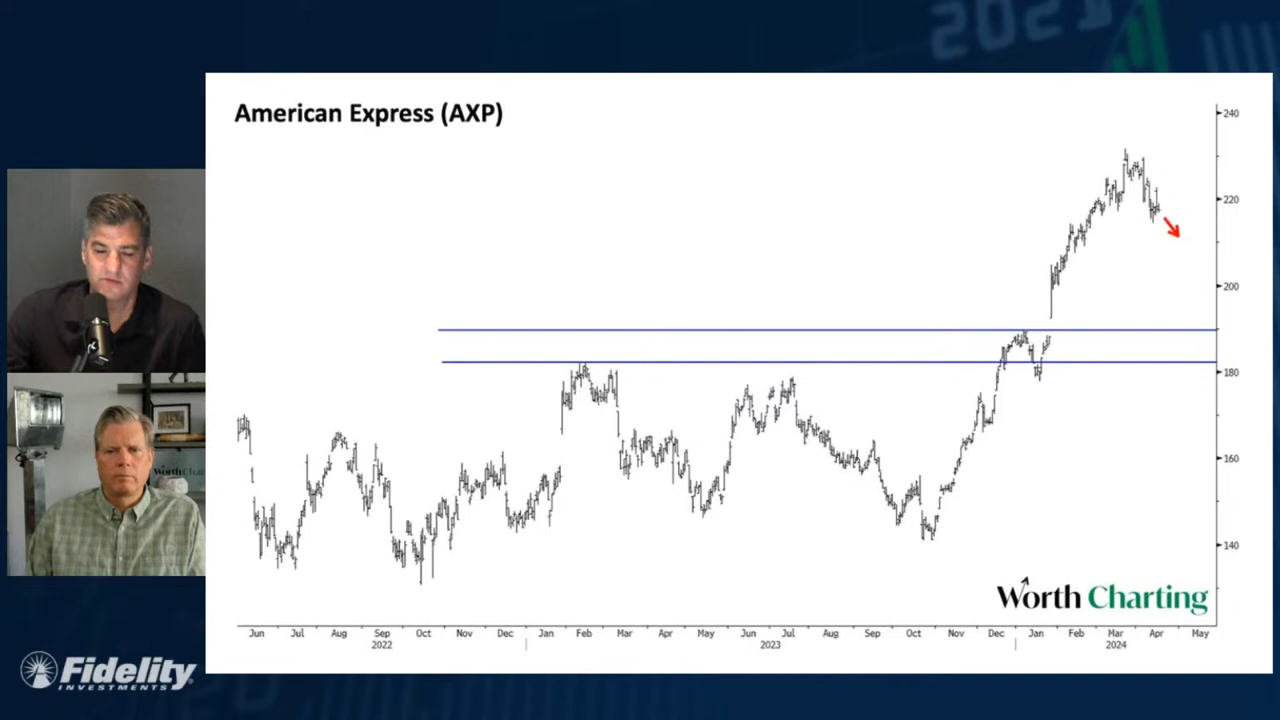 2021
American Express (AXP)
240
220
200
180
160
140
Worth Charting
Jun Jul Aug Sep Oct Nov Dec Jan Feb Mar Apr May Jun Jul Aug Sep Oct Nov Dec Jan Feb Mar Apr May
2022 2023 2024
WorthCharti
Fidelity
INVESTMENTS